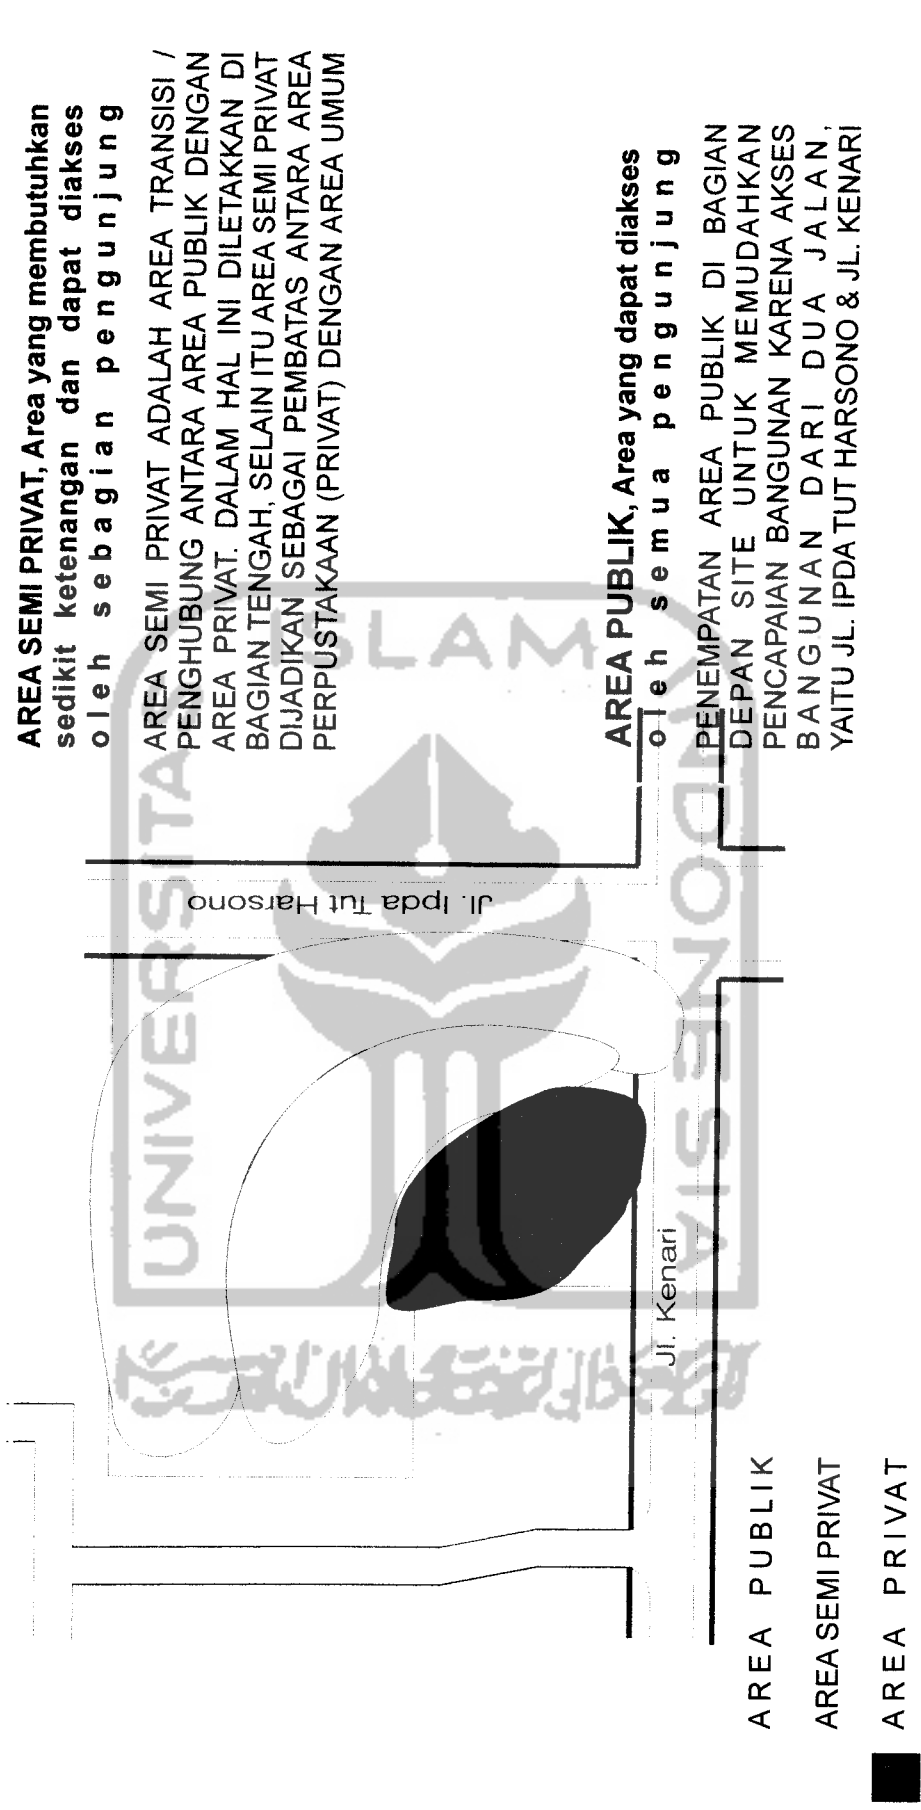 AREA SEMI PRIVAT, Area yang membutuhkan
sedikit ketenangan dan dapat diakses
oleh sebagian pengunjung
AREA SEMI PRIVAT ADALAH AREA TRANSISI /
PENGHUBUNG ANTARA AREA PUBLIK DENGAN
AREA PRIVAT. DALAM HAL INI DILETAKKAN DI
BAGIAN TENGAH, SELAIN ITU AREA SEMI PRIVAT
DIJADIKAN SEBAGAI PEMBATAS ANTARA AREA
PERPUSTAKAAN (PRIVAT) DENGAN AREA UMUM
AREA PUBLIK, Area yang dapat diakses
oleh semua pengunjung
PENEMPATAN AREA PUBLIK DI BAGIAN
DEPAN SITE UNTUK MEMUDAHKAN
PENCAPAIAN BANGUNAN KARENA AKSES
BANGUNAN DARI DUA JALAN,
YAITU JL. IPDA TUT HARSONO & JL. KENARI
Jl. Ipda Tut Harsono
Jl. Kenari
UNIVERSITAS
ISLAM
INDONESIA
AREA PUBLIK
AREA SEMI PRIVAT
AREA PRIVAT